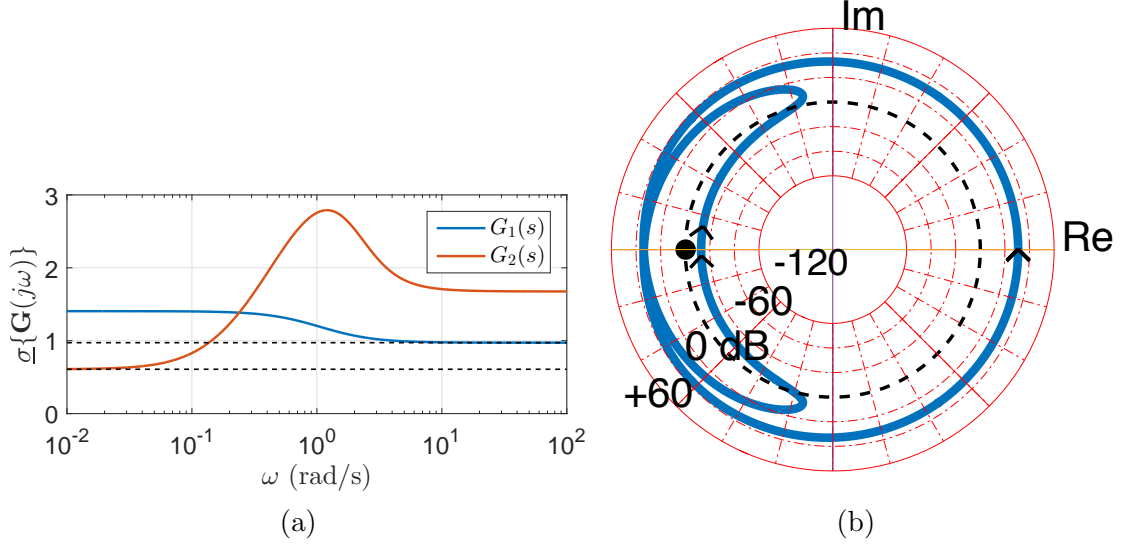 Im
3
2
1
0
G₁(s)
G₂(s)
σ{G(jω)}
10⁻²
10⁻¹
10⁰
10¹
10²
ω (rad/s)
(a)
Re
-120
-60
0 dB
+60
(b)